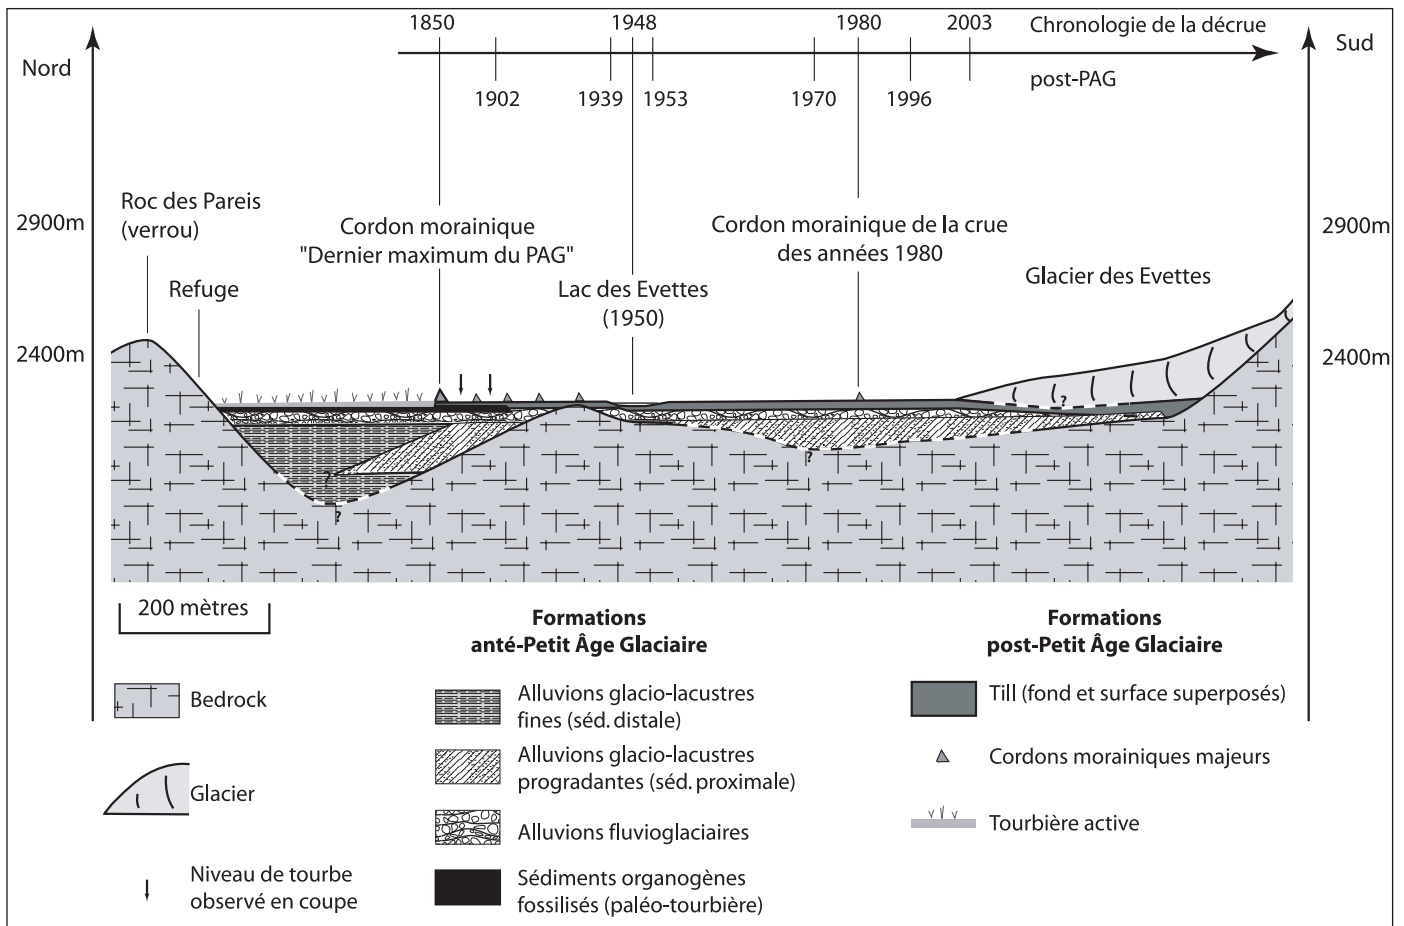 1850
1948
1980
2003
Chronologie de la décrue
post-PAG
1902
1939
1953
1970
1996
Nord
Sud
2900m
2400m
2900m
2400m
Roc des Pareis
(verrou)
Refuge
Cordon morainique
"Dernier maximum du PAG"
Lac des Evettes
(1950)
Cordon morainique de la crue
des années 1980
Glacier des Evettes
?
?
?
?
200 mètres
Bedrock
Glacier
Niveau de tourbe
observé en coupe
Formations
anté-Petit Âge Glaciaire
Alluvions glacio-lacustres
fines (séd. distale)
Alluvions glacio-lacustres
progradantes (séd. proximale)
Alluvions fluvioglaciaires
Sédiments organogènes
fossilisés (paléo-tourbière)
Formations
post-Petit Âge Glaciaire
Till (fond et surface superposés)
Cordons morainiques majeurs
Tourbière active